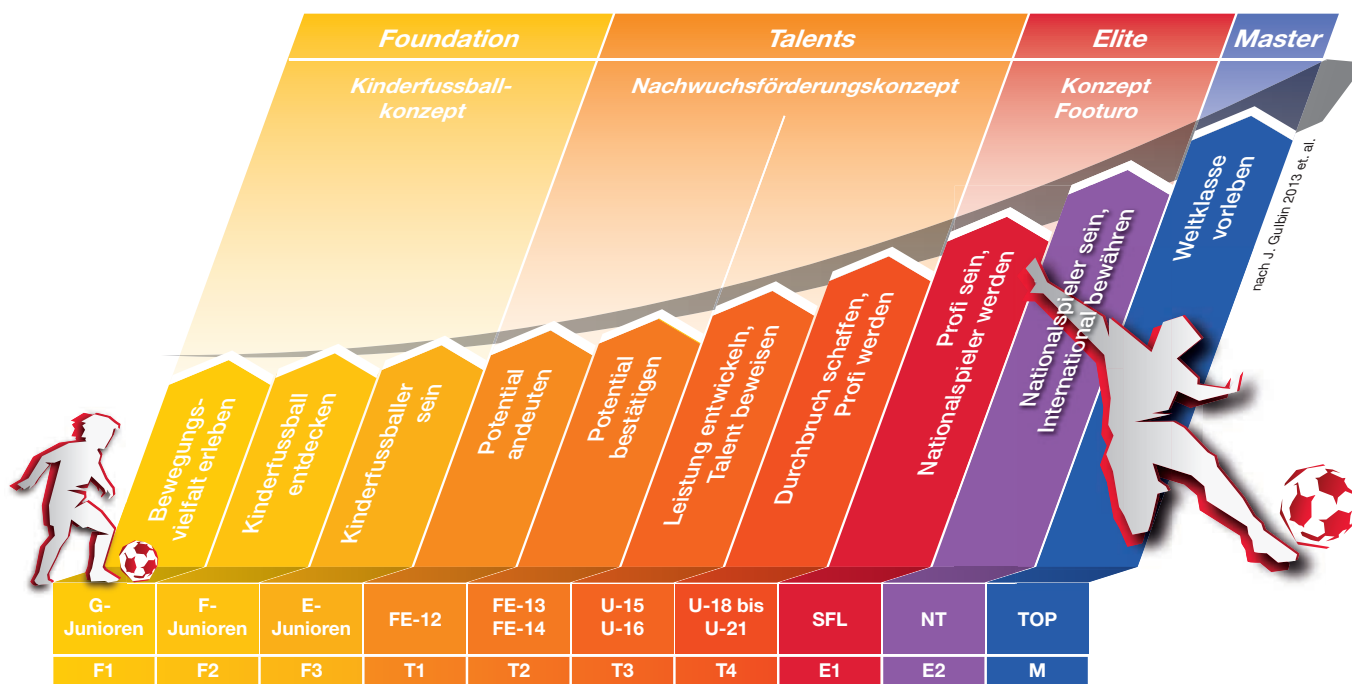 Foundation
Talents
Elite
Master
Kinderfussball-
konzept
Nachwuchsförderungskonzept
Konzept
Footuro
Bewegungs-
vielfalt erleben
Kinderfussball
entdecken
Kinderfussballer
sein
Potential
andeuten
Potential
bestätigen
Leistung entwickeln,
Talent beweisen
Durchbruch schaffen,
Profi werden
Profi sein,
Nationalspieler werden
Nationalspieler sein,
International bewähren
Weltklasse
vorleben
nach J. Gulbin 2013 et. al.
G-
Junioren
F-
Junioren
E-
Junioren
FE-12
FE-13
FE-14
U-15
U-16
U-18 bis
U-21
SFL
NT
TOP
F1
F2
F3
T1
T2
T3
T4
E1
E2
M